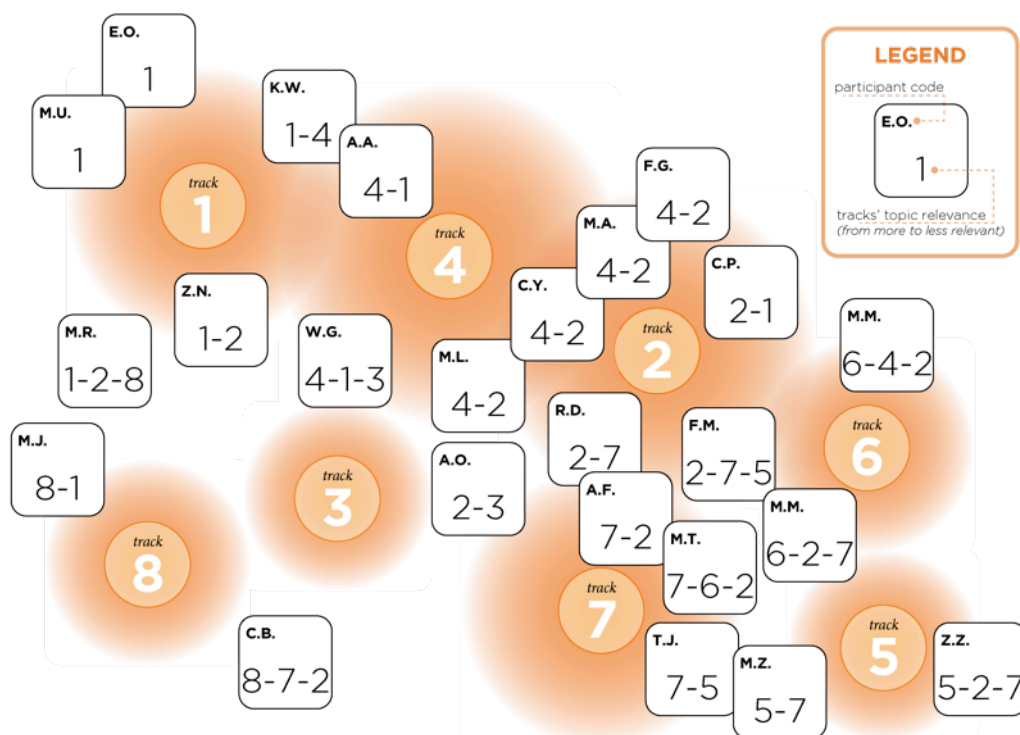 E.O.
1
M.U.
1
K.W.
1-4
A.A.
4-1
track
1
track
4
F.G.
4-2
M.A.
4-2
C.Y.
4-2
C.P.
2-1
track
2
LEGEND
participant code
E.O.
1
tracks' topic relevance
(from more to less relevant)
Z.N.
1-2
M.R.
1-2-8
W.G.
4-1-3
M.L.
4-2
M.M.
6-4-2
R.D.
2-7
F.M.
2-7-5
track
6
M.J.
8-1
track
3
A.O.
2-3
A.F.
7-2
M.M.
6-2-7
M.T.
7-6-2
track
8
track
7
C.B.
8-7-2
T.J.
7-5
M.Z.
5-7
track
5
Z.Z.
5-2-7